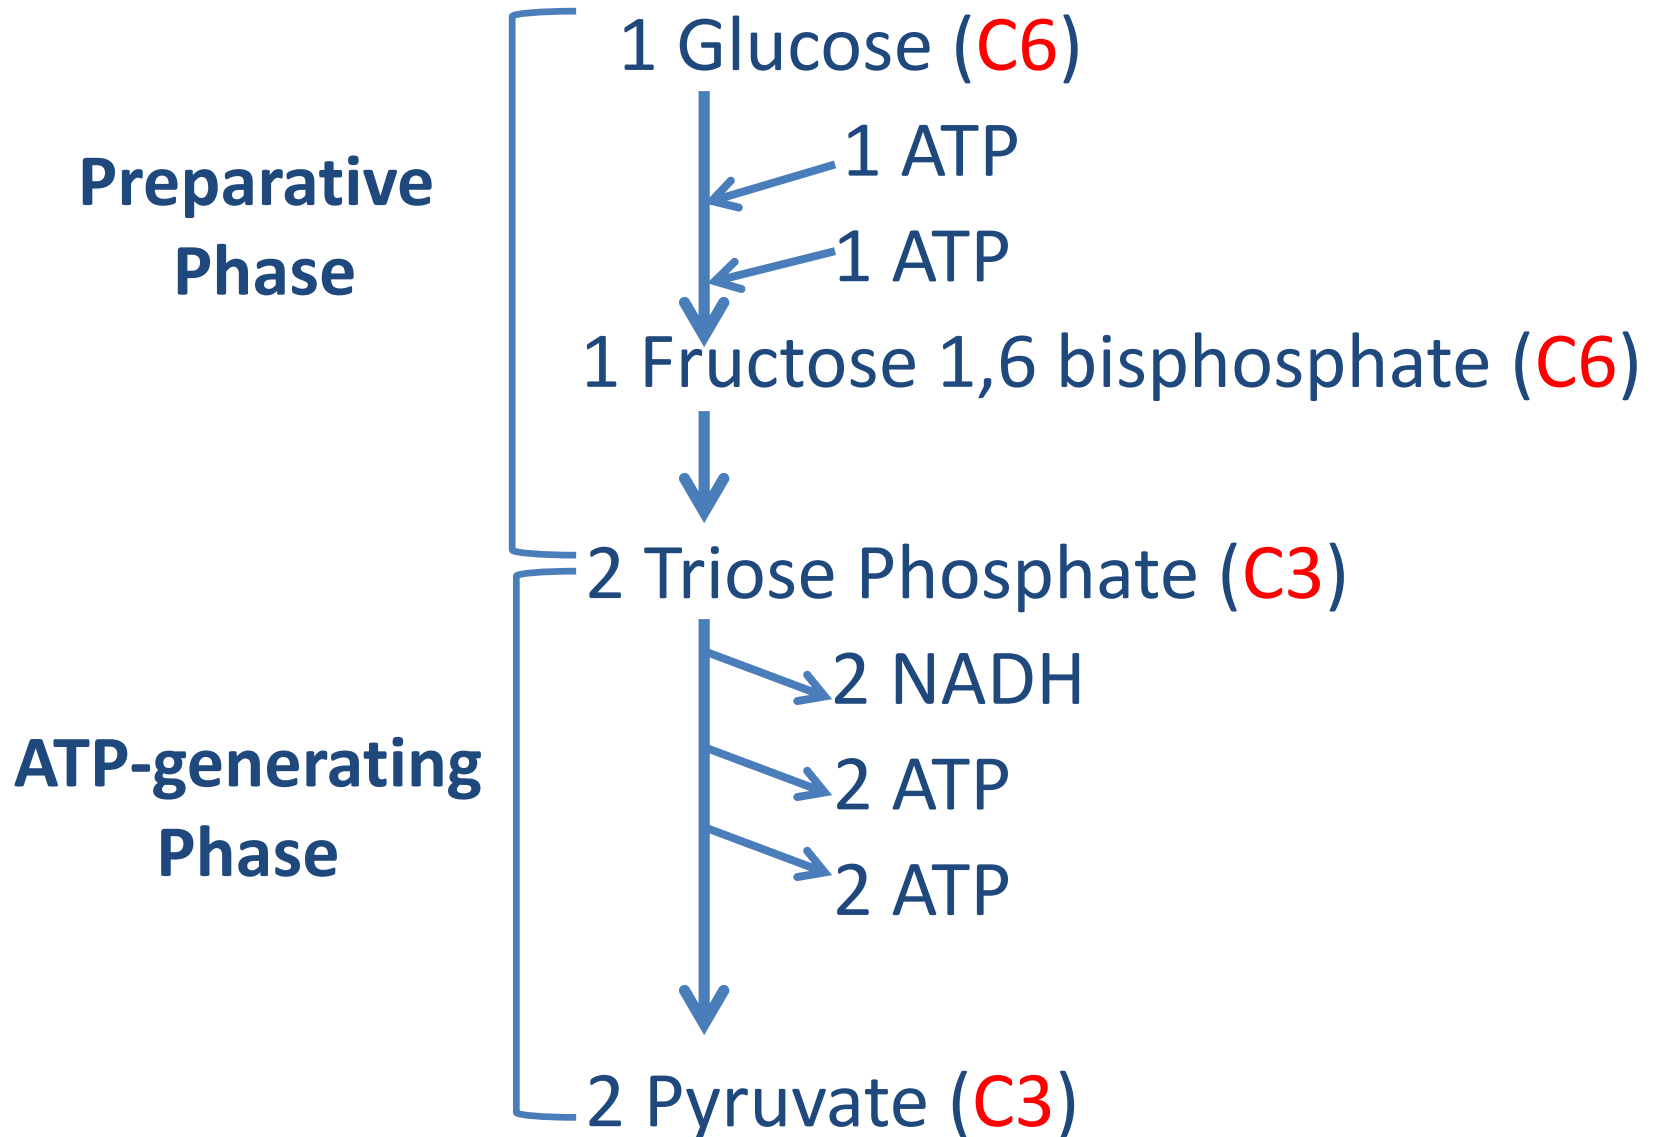 1 Glucose (C6)
1 ATP
Preparative
Phase
1 ATP
1 Fructose 1,6 bisphosphate (C6)
2 Triose Phosphate (C3)
2 NADH
ATP-generating
Phase
2 ATP
2 ATP
2 Pyruvate (C3)